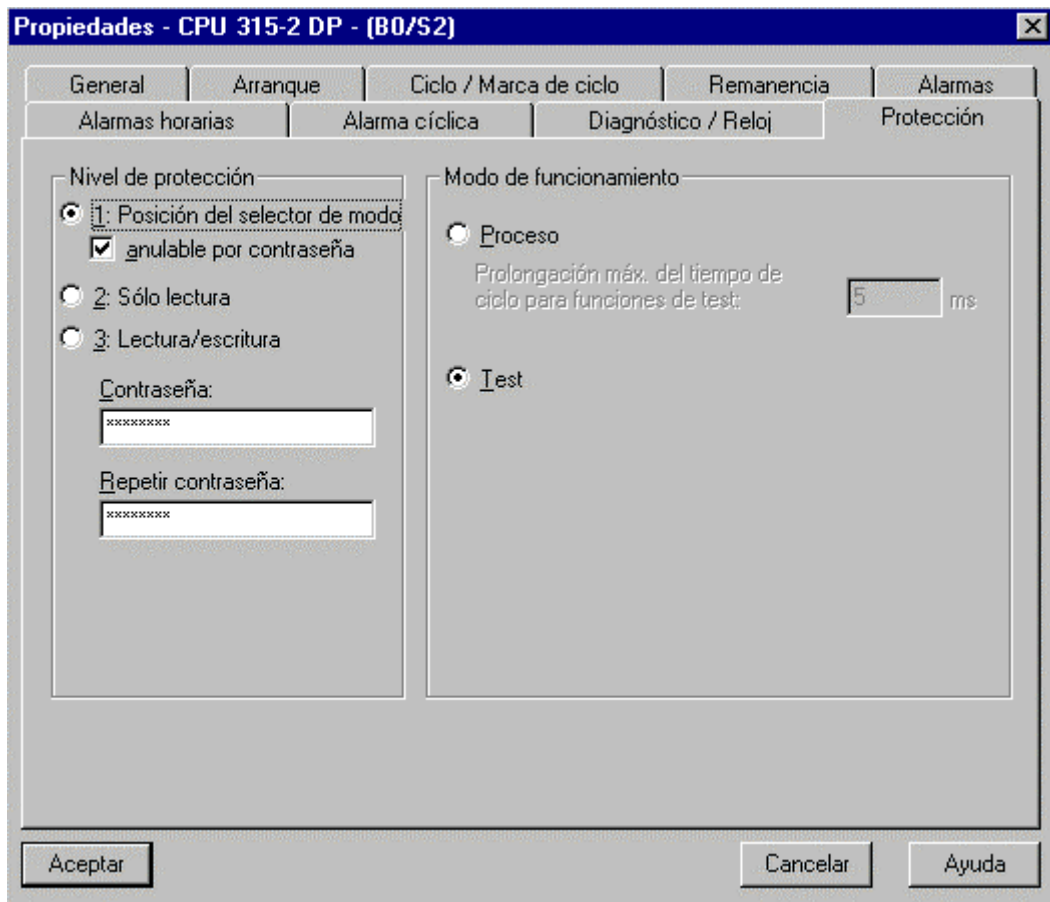 Propiedades - CPU 315-2 DP - (B0/S2)
General
Arranque
Ciclo / Marca de ciclo
Remanencia
Alarmas
Alarmas horarias
Alarma cíclica
Diagnóstico / Reloj
Protección
Nivel de protección
1: Posición del selector de modo
anulable por contraseña
2: Sólo lectura
3: Lectura/escritura
Contraseña:
********
Repetir contraseña:
********
Modo de funcionamiento
Proceso
Prolongación máx. del tiempo de
ciclo para funciones de test:
5 ms
Test
Aceptar
Cancelar
Ayuda